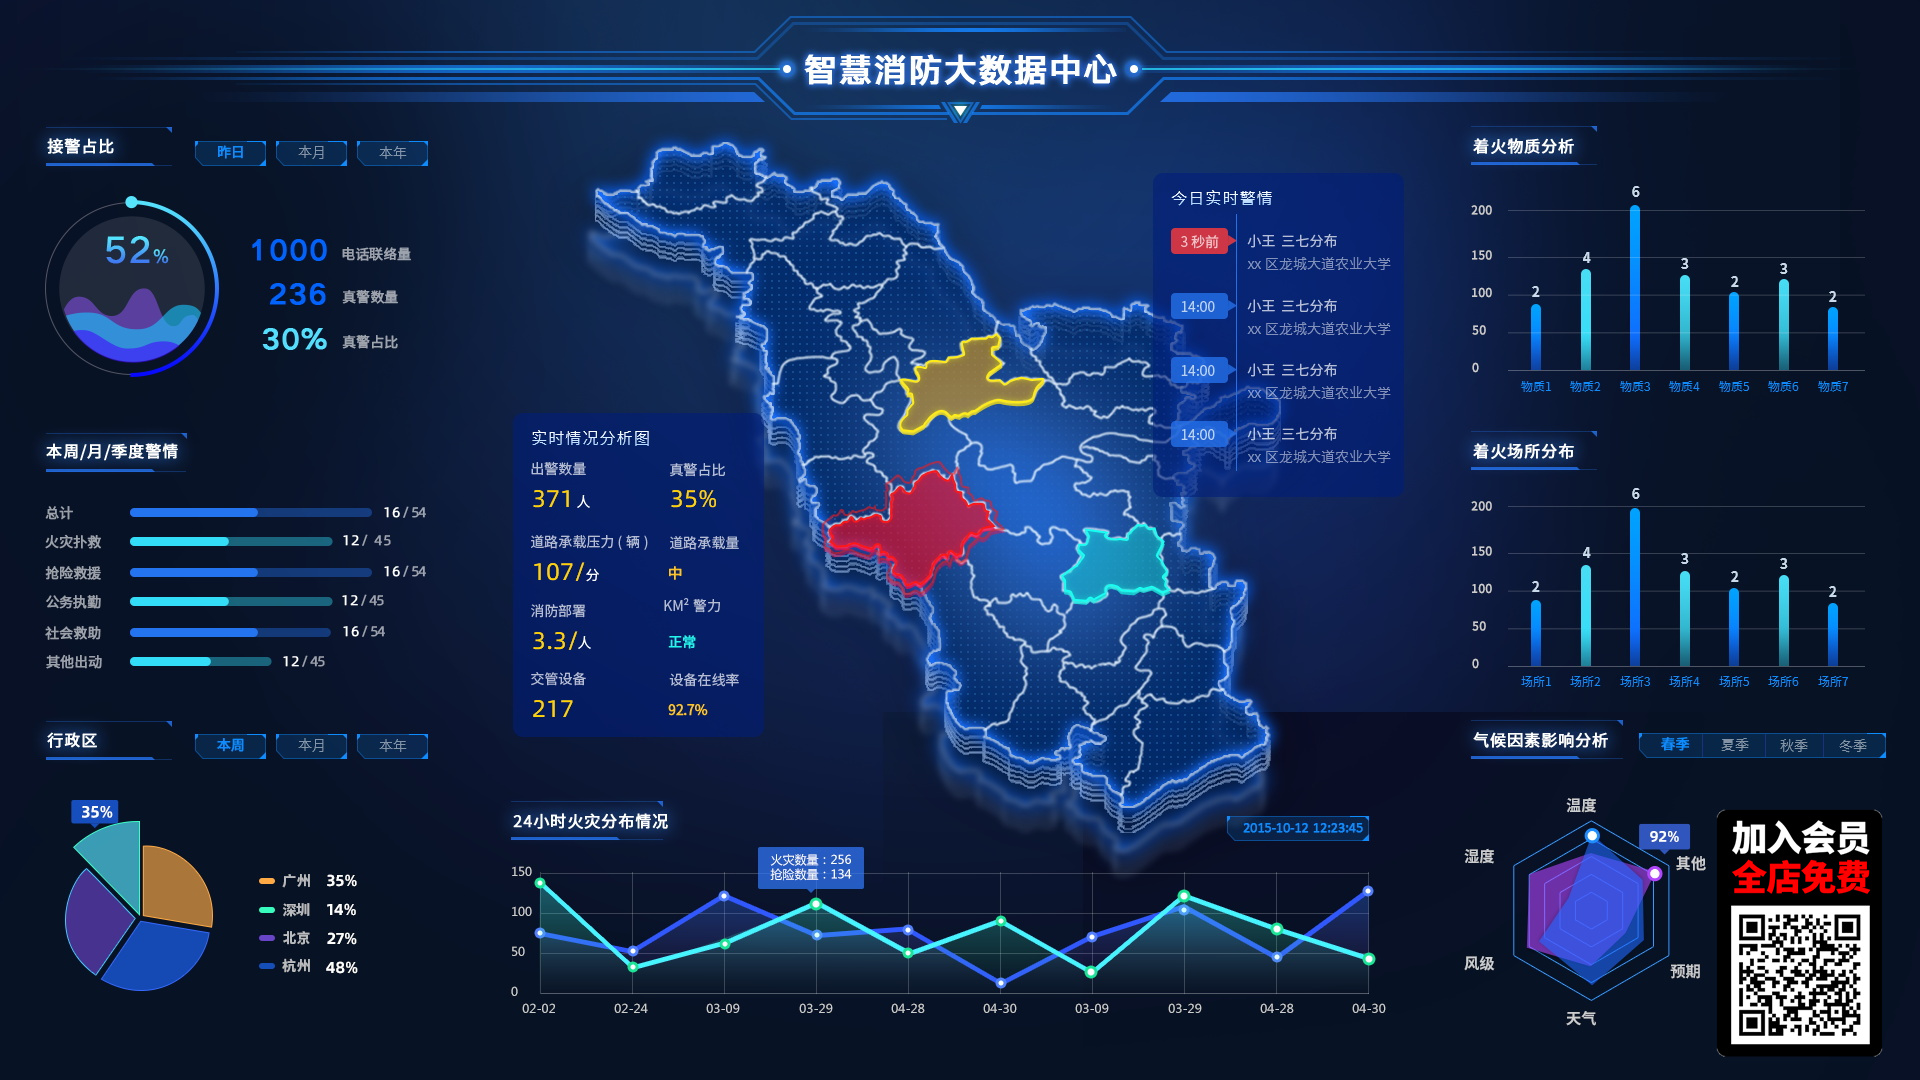 智慧消防大数据中心
接警占比
昨日 本月 本年
52%
1000 电话联络量
236 真警数量
30% 真警占比
本周/月/季度警情
总计 16/54
火灾扑救 12/ 45
抢险救援 16/54
公务执勤 12/45
社会救助 16/54
其他出动 12/45
行政区
本周 本月 本年
35%
广州 35%
深圳 14%
北京 27%
杭州 48%
实时情况分析图
出警数量 真警占比
371人 35%
道路承载压力 ( 辆 ) 道路承载量
107/分 中
消防部署 KM² 警力
3.3/人 正常
交管设备 设备在线率
217 92.7%
今日实时警情
3 秒前 小王 三七分布
xx 区龙城大道农业大学
14:00 小王 三七分布
xx 区龙城大道农业大学
14:00 小王 三七分布
xx 区龙城大道农业大学
14:00 小王 三七分布
xx 区龙城大道农业大学
24小时火灾分布情况
2015-10-12 12:23:45
火灾数量 : 256
抢险数量 : 134
150
100
50
0
02-02 02-24 03-09 03-29 04-28 04-30 03-09 03-29 04-28 04-30
着火物质分析
200
150
100
50
0
2 4 6 3 2 3 2
物质1 物质2 物质3 物质4 物质5 物质6 物质7
着火场所分布
200
150
100
50
0
2 4 6 3 2 3 2
场所1 场所2 场所3 场所4 场所5 场所6 场所7
气候因素影响分析
春季 夏季 秋季 冬季
温度
92%
湿度 其他
风级 预期
天气
加入会员
全店免费